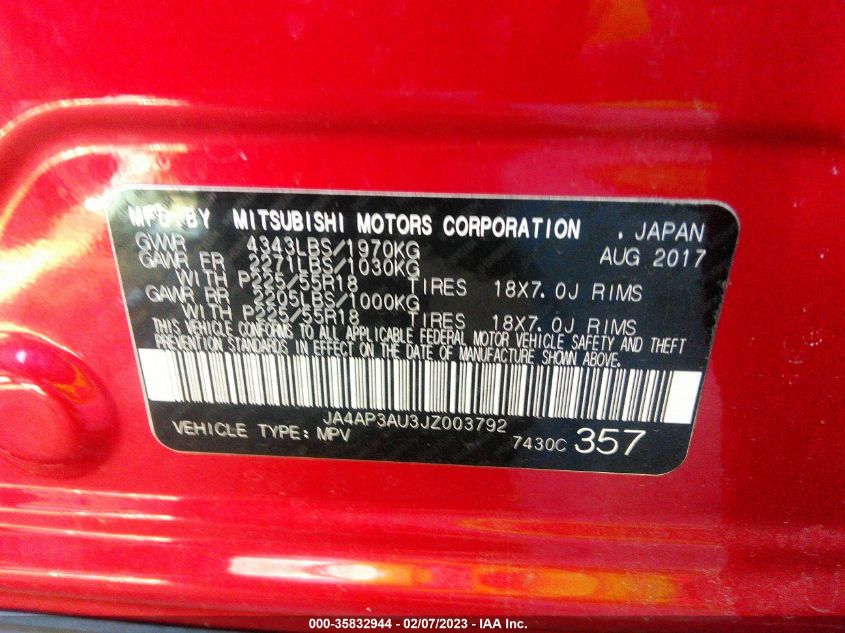 MFD.BY MITSUBISHI MOTORS CORPORATION . JAPAN
GVWR 4343LBS/1970KG AUG 2017
GAWR FR 2271LBS/1030KG
WITH P225/55R18 TIRES 18X7.0J RIMS
GAWR RR 2205LBS/1000KG
WITH P225/55R18 TIRES 18X7.0J RIMS
THIS VEHICLE CONFORMS TO ALL APPLICABLE FEDERAL MOTOR VEHICLE SAFETY AND THEFT
PREVENTION STANDARDS IN EFFECT ON THE DATE OF MANUFACTURE SHOWN ABOVE.
JA4AP3AU3JZ003792
VEHICLE TYPE: MPV 7430C 357
000-35832944 - 02/07/2023 - IAA Inc.